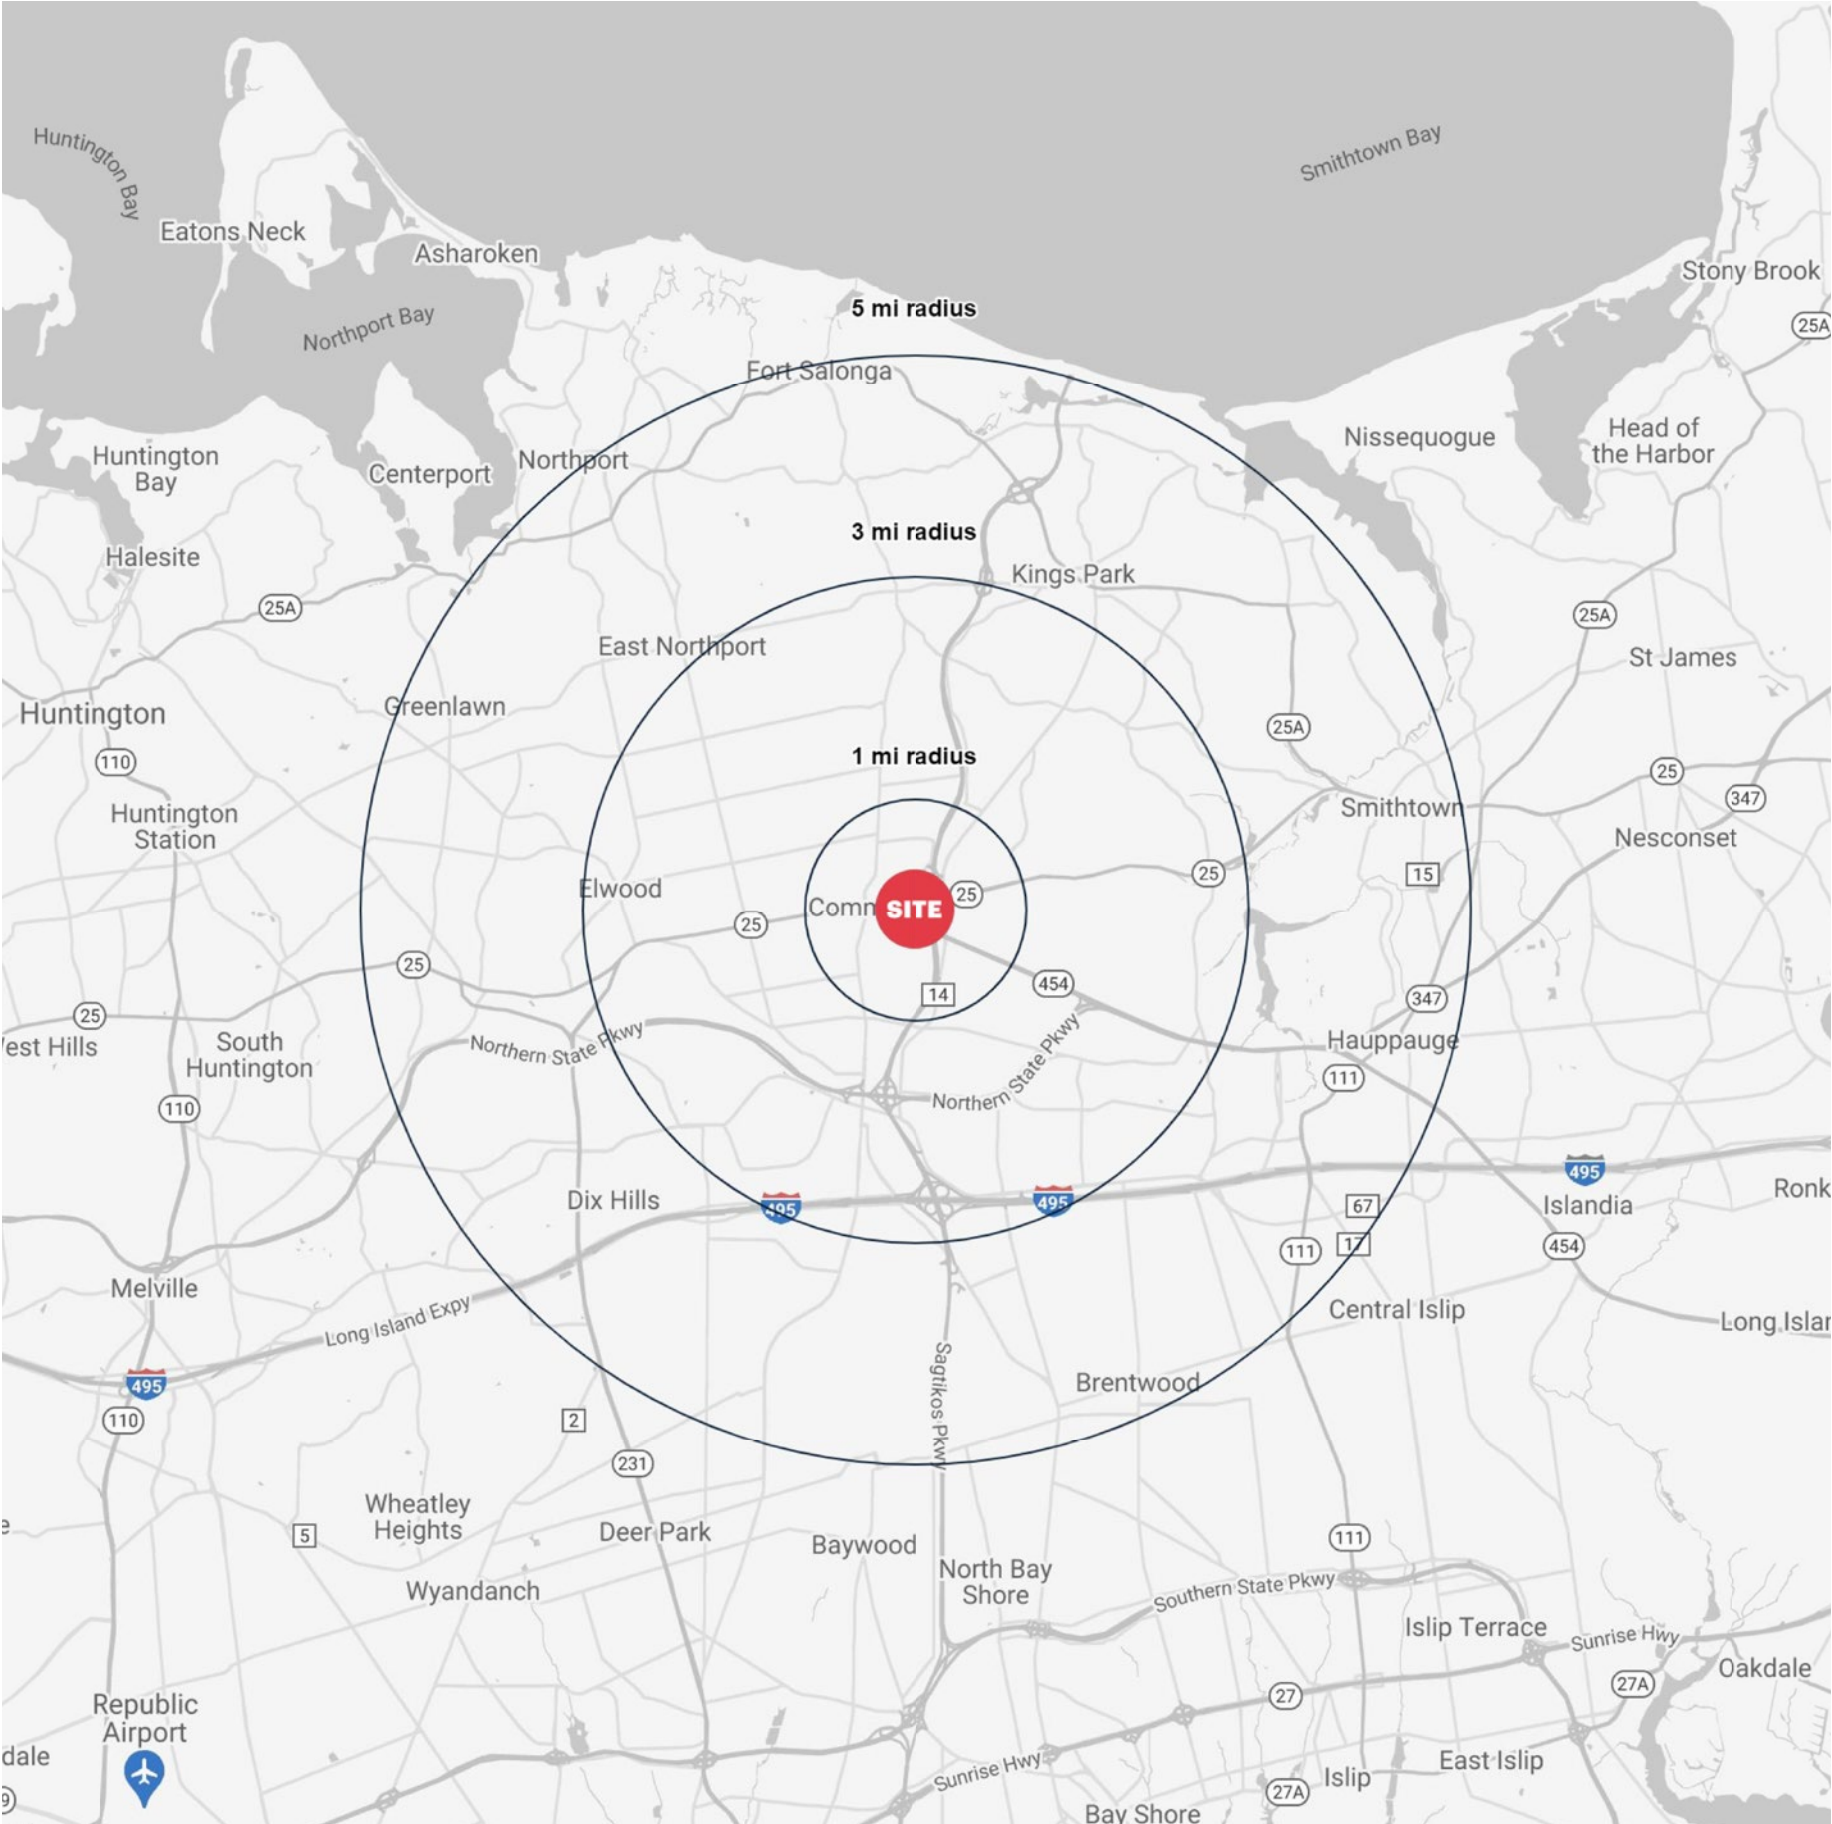 Huntington Bay
Smithtown Bay
Eatons Neck
Asharoken
Stony Brook
5 mi radius
Northport Bay
25A
Fort Salonga
Huntington
Bay
Centerport
Northport
Nissequogue
Head of
the Harbor
3 mi radius
Halesite
Kings Park
25A
25A
East Northport
St James
Huntington
Greenlawn
25A
110
1 mi radius
25
347
Huntington
Station
Smithtown
Nesconset
Elwood
25
15
Comm
SITE
25
25
25
14
454
347
25
est Hills
South
Huntington
Northern State Pkwy
Northern State Pkwy
Hauppauge
111
110
495
495
495
Dix Hills
67
Islandia
Ronk
111
17
454
Melville
Long Island Expy
Central Islip
Long Islan
495
Sagtikos Pkwy
Brentwood
110
2
231
Wheatley
Heights
5
Deer Park
Baywood
111
North Bay
Shore
Wyandanch
Southern State Pkwy
Islip Terrace
Sunrise Hwy
Oakdale
27A
27
Republic
Airport
dale
Sunrise Hwy
East Islip
Islip
27A
9
Bay Shore